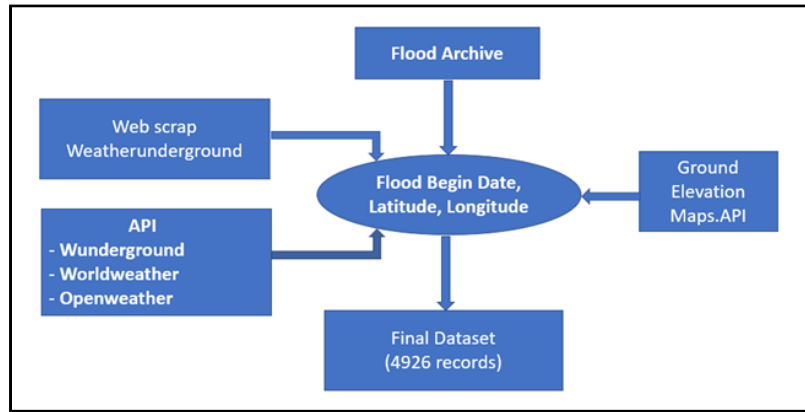 Flood Archive
Web scrap
Weatherunderground
Flood Begin Date,
Latitude, Longitude
Ground
Elevation
Maps.API
API
- Wunderground
- Worldweather
- Openweather
Final Dataset
(4926 records)